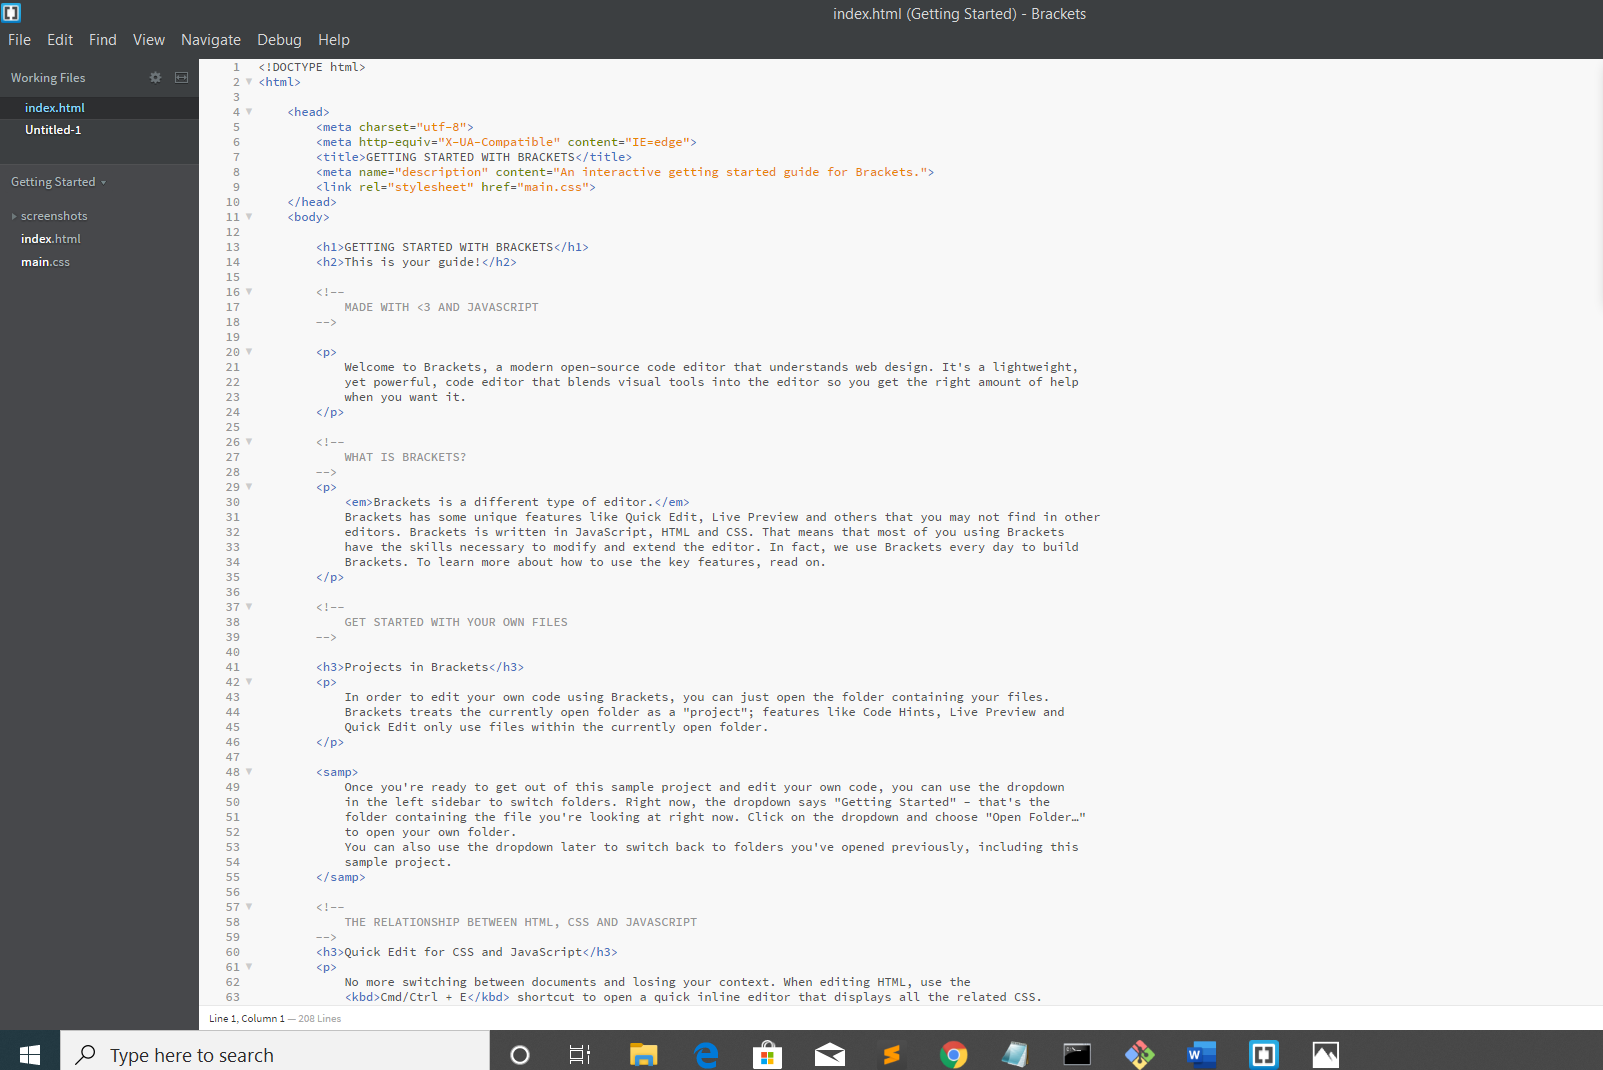 index.html (Getting Started) - Brackets
File Edit Find View Navigate Debug Help
Working Files
index.html
Untitled-1
Getting Started
screenshots
index.html
main.css
1 <!DOCTYPE html>
2 <html>
3
4 <head>
5 <meta charset="utf-8">
6 <meta http-equiv="X-UA-Compatible" content="IE=edge">
7 <title>GETTING STARTED WITH BRACKETS</title>
8 <meta name="description" content="An interactive getting started guide for Brackets.">
9 <link rel="stylesheet" href="main.css">
10 </head>
11 <body>
12
13 <h1>GETTING STARTED WITH BRACKETS</h1>
14 <h2>This is your guide!</h2>
15
16 <!--
17 MADE WITH <3 AND JAVASCRIPT
18 -->
19
20 <p>
21 Welcome to Brackets, a modern open-source code editor that understands web design. It's a lightweight,
22 yet powerful, code editor that blends visual tools into the editor so you get the right amount of help
23 when you want it.
24 </p>
25
26 <!--
27 WHAT IS BRACKETS?
28 -->
29 <p>
30 <em>Brackets is a different type of editor.</em>
31 Brackets has some unique features like Quick Edit, Live Preview and others that you may not find in other
32 editors. Brackets is written in JavaScript, HTML and CSS. That means that most of you using Brackets
33 have the skills necessary to modify and extend the editor. In fact, we use Brackets every day to build
34 Brackets. To learn more about how to use the key features, read on.
35 </p>
36
37 <!--
38 GET STARTED WITH YOUR OWN FILES
39 -->
40
41 <h3>Projects in Brackets</h3>
42 <p>
43 In order to edit your own code using Brackets, you can just open the folder containing your files.
44 Brackets treats the currently open folder as a "project"; features like Code Hints, Live Preview and
45 Quick Edit only use files within the currently open folder.
46 </p>
47
48 <samp>
49 Once you're ready to get out of this sample project and edit your own code, you can use the dropdown
50 in the left sidebar to switch folders. Right now, the dropdown says "Getting Started" - that's the
51 folder containing the file you're looking at right now. Click on the dropdown and choose "Open Folder…"
52 to open your own folder.
53 You can also use the dropdown later to switch back to folders you've opened previously, including this
54 sample project.
55 </samp>
56
57 <!--
58 THE RELATIONSHIP BETWEEN HTML, CSS AND JAVASCRIPT
59 -->
60 <h3>Quick Edit for CSS and JavaScript</h3>
61 <p>
62 No more switching between documents and losing your context. When editing HTML, use the
63 <kbd>Cmd/Ctrl + E</kbd> shortcut to open a quick inline editor that displays all the related CSS.
Line 1, Column 1 — 208 Lines
Type here to search